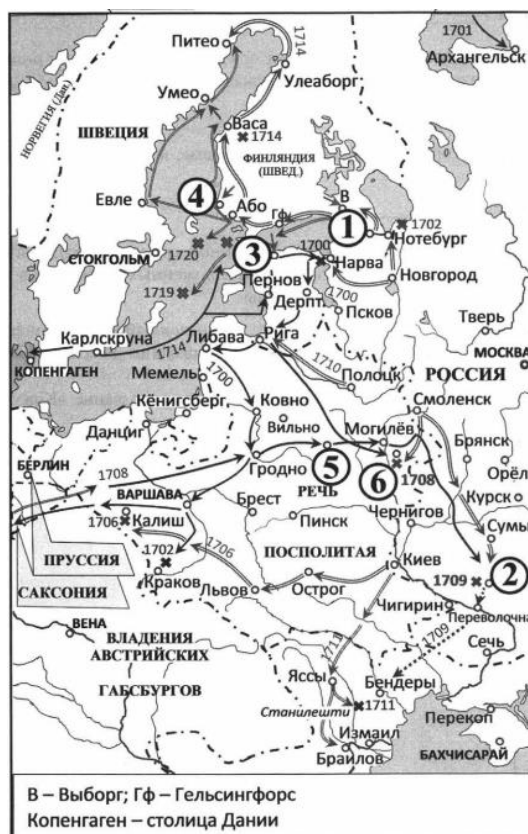 1701
Архангельск
Питео
1714
Улеаборг
НОРВЕГИЯ (Дан.)
Умео
ШВЕЦИЯ
Васа
1714
ФИНЛЯНДИЯ
(ШВЕД.)
Евле
4
Або
Гф
В
1
1702
Нотебург
1720
СТОКГОЛЬМ
3
1700
Нарва
Новгород
1719
Пернов
Дерпт
1700
Псков
Тверь
Карлскруна
КОПЕНГАГЕН
1714
Либава
Рига
1710
МОСКВА
Мемель
1700
Полоцк
РОССИЯ
Кёнигсберг
Ковно
Смоленск
Данциг
Вильно
Могилёв
Брянск
БЕРЛИН
1708
Гродно
5
6
1708
Орёл
РЕЧЬ
Курск
ВАРШАВА
Брест
Чернигов
1706
Калиш
Пинск
Сумы
ПРУССИЯ
1702
1706
ПОСПОЛИТАЯ
Киев
1709
2
САКСОНИЯ
Краков
Львов
Острог
Чигирин
Переволочна
ВЕНА
ВЛАДЕНИЯ
АВСТРИЙСКИХ
ГАБСБУРГОВ
1711
1709
Сечь
Яссы
Бендеры
Станилешти
1711
Перекоп
Измаил
Браилов
БАХЧИСАРАЙ
В – Выборг; Гф – Гельсингфорс
Копенгаген – столица Дании